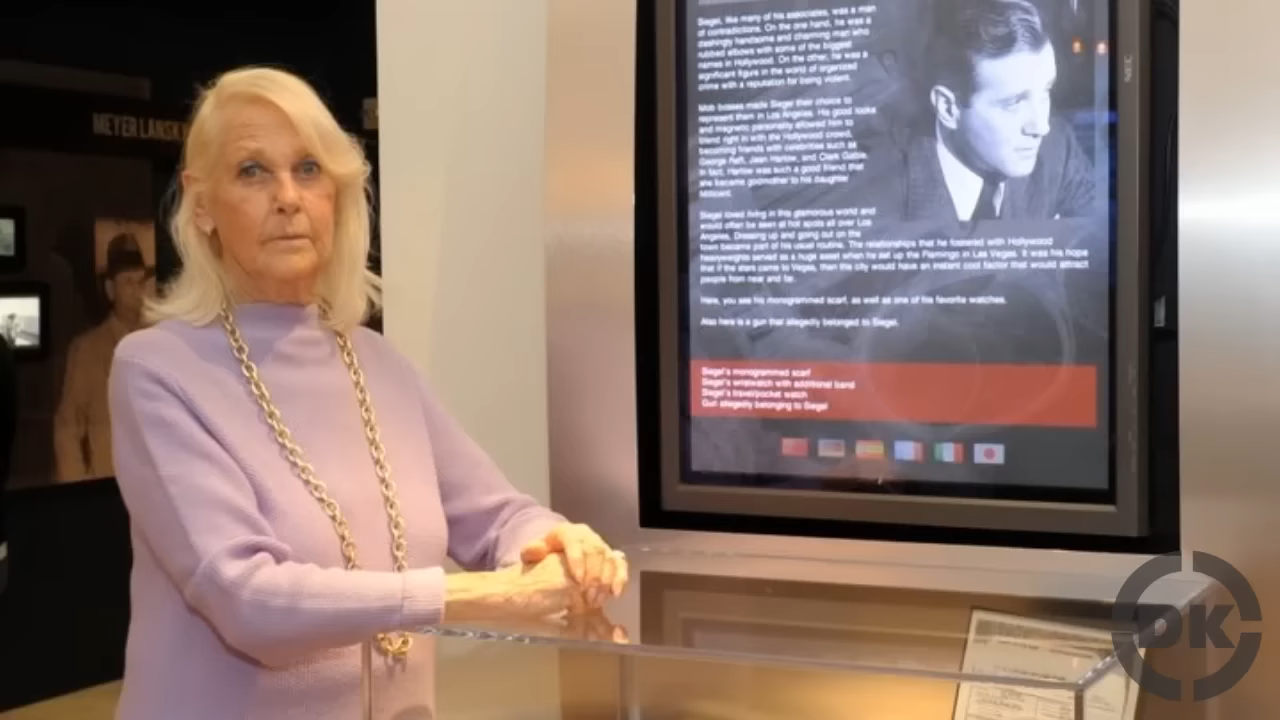 MEYER LANSK
Siegel, like many of his associates, was a man
of contradictions. On the one hand, he was a
dashingly handsome and charming man who
rubbed elbows with some of the biggest
names in Hollywood. On the other, he was a
significant figure in the world of organized
crime with a reputation for being violent.
Mob bosses made Siegel their choice to
represent them in Los Angeles. His good looks
and magnetic personality allowed him to
blend right in with the Hollywood crowd,
becoming friends with celebrities such as
George Raft, Jean Harlow, and Clark Gable.
In fact, Harlow was such a good friend that
she became godmother to his daughter
Millicent.
Siegel loved living in this glamorous world and
would often be seen at hot spots all over Los
Angeles. Dressing up and going out on the
town became part of his usual routine. The relationships that he fostered with Hollywood
heavyweights served as a huge asset when he set up the Flamingo in Las Vegas. It was his hope
that if the stars came to Vegas, then the city would have an instant cool factor that would attract
people from near and far.
Here, you see his monogrammed scarf, as well as one of his favorite watches.
Also here is a gun that allegedly belonged to Siegel.
Siegel's monogrammed scarf
Siegel's wristwatch with additional band
Siegel's travel/pocket watch
Gun allegedly belonging to Siegel
NEC
DK